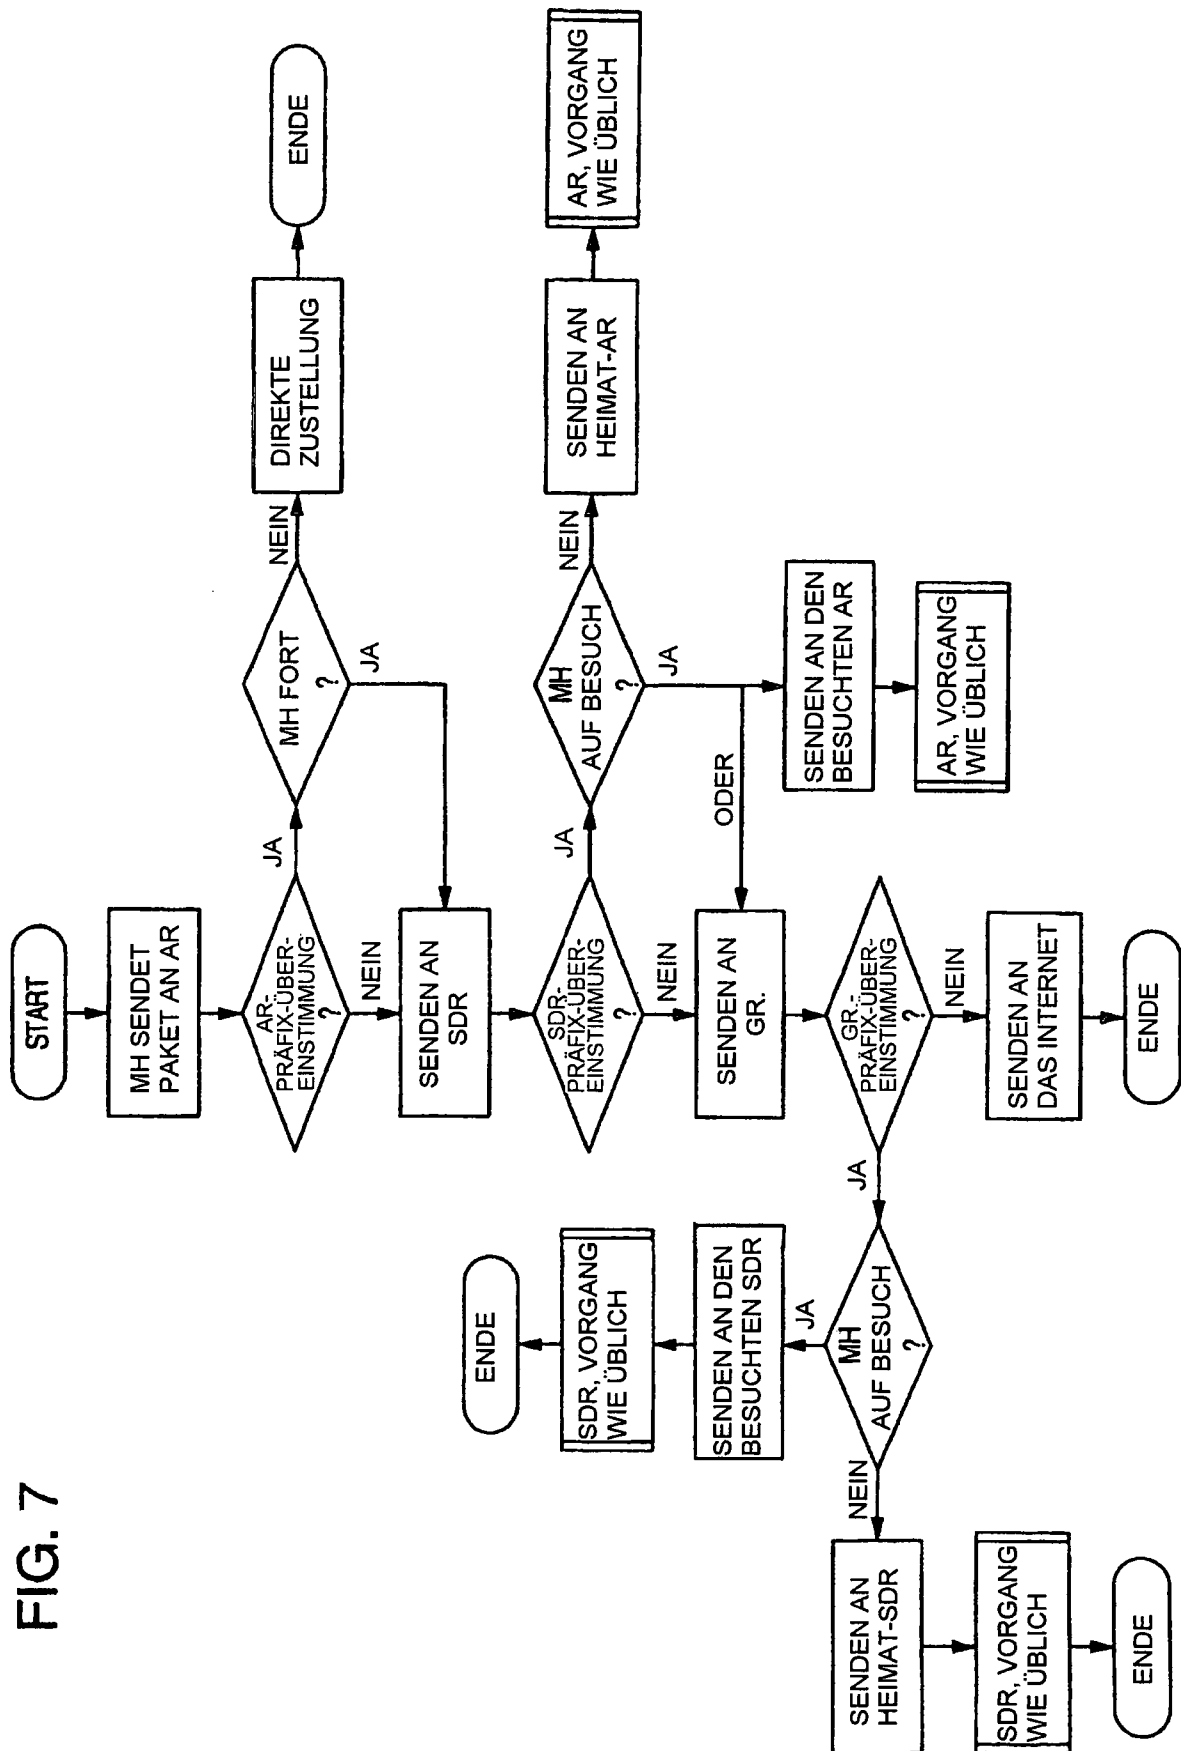 FIG. 7
START
MH SENDET
PAKET AN AR
AR-
PRÄFIX-ÜBER-
EINSTIMMUNG
?
JA
MH FORT
?
NEIN
DIREKTE
ZUSTELLUNG
ENDE
JA
NEIN
SENDEN AN
SDR
SDR-
PRÄFIX-ÜBER-
EINSTIMMUNG
?
JA
MH
AUF BESUCH
?
NEIN
SENDEN AN
HEIMAT-AR
AR, VORGANG
WIE ÜBLICH
JA
ODER
SENDEN AN DEN
BESUCHTEN AR
AR, VORGANG
WIE ÜBLICH
NEIN
SENDEN AN
GR.
GR.-
PRÄFIX-ÜBER-
EINSTIMMUNG
?
NEIN
SENDEN AN
DAS INTERNET
ENDE
JA
MH
AUF BESUCH
?
JA
SENDEN AN DEN
BESUCHTEN SDR
SDR, VORGANG
WIE ÜBLICH
ENDE
NEIN
SENDEN AN
HEIMAT-SDR
SDR, VORGANG
WIE ÜBLICH
ENDE